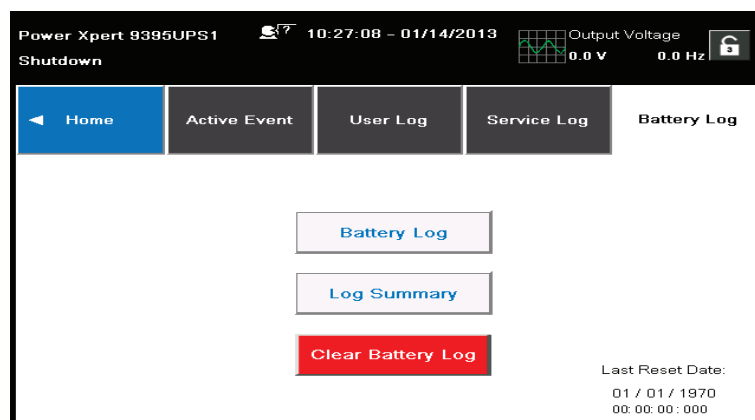 Power Xpert 9395UPS1
? 10:27:08 - 01/14/2013
Output Voltage
Shutdown
0.0 V 0.0 Hz
3
Home
Active Event
User Log
Service Log
Battery Log
Battery Log
Log Summary
Clear Battery Log
Last Reset Date:
01 / 01 / 1970
00: 00: 00 : 000